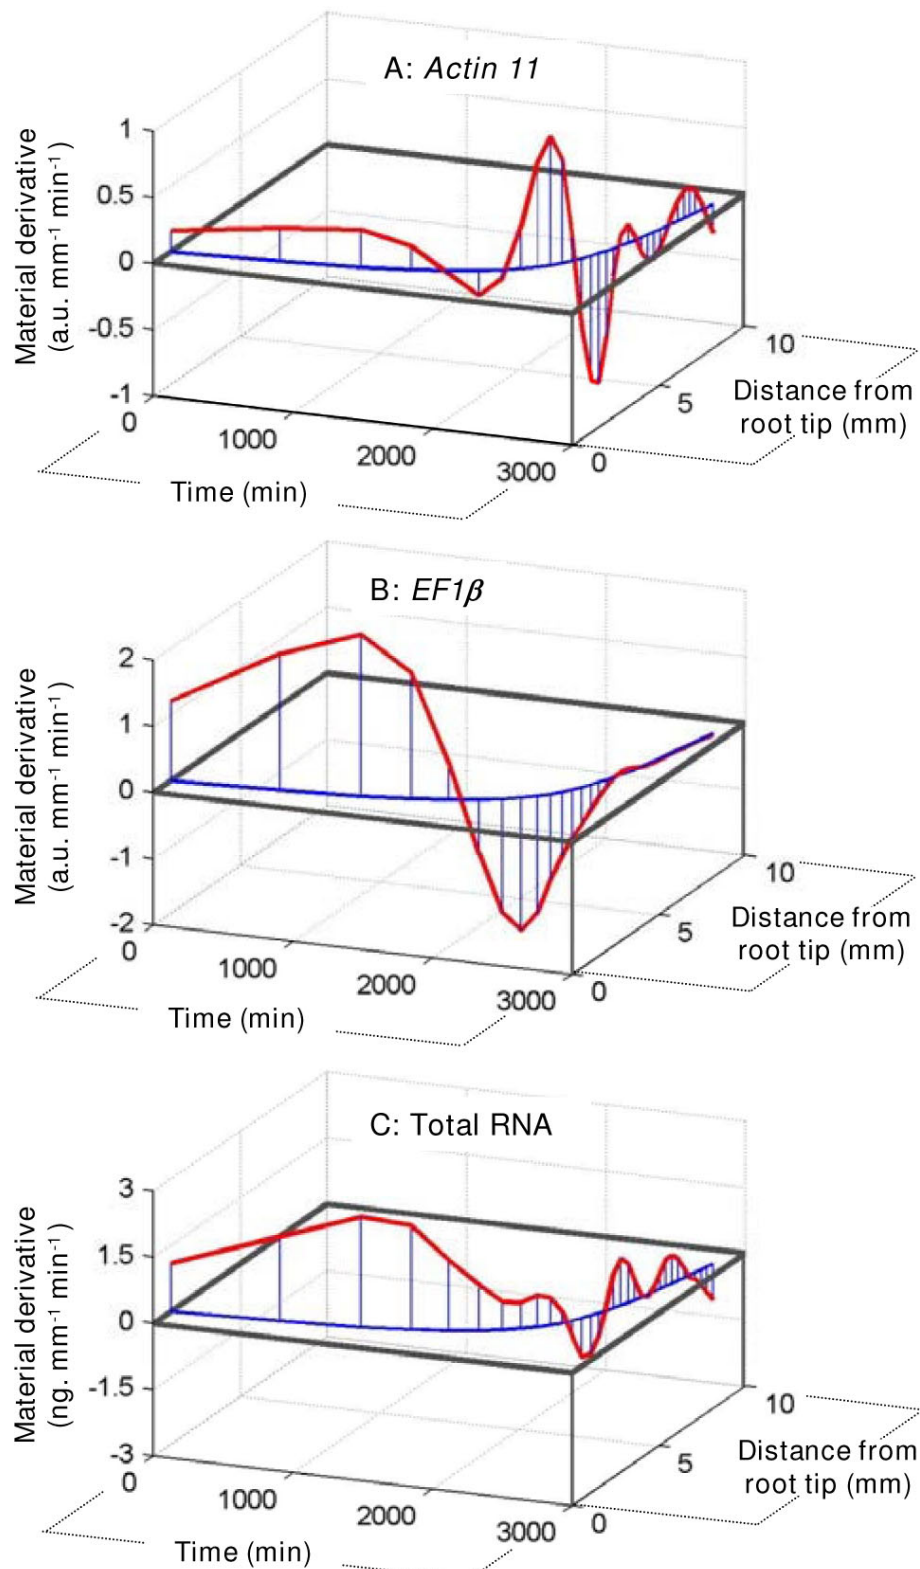 A: Actin 11
Material derivative
(a.u. mm⁻¹ min⁻¹)
1
0.5
0
-0.5
-1
0
1000
2000
3000
Time (min)
0
5
10
Distance from
root tip (mm)
B: EF1β
Material derivative
(a.u. mm⁻¹ min⁻¹)
2
1
0
-1
-2
0
1000
2000
3000
Time (min)
0
5
10
Distance from
root tip (mm)
C: Total RNA
Material derivative
(ng. mm⁻¹ min⁻¹)
3
1.5
0
-1.5
-3
0
1000
2000
3000
Time (min)
0
5
10
Distance from
root tip (mm)